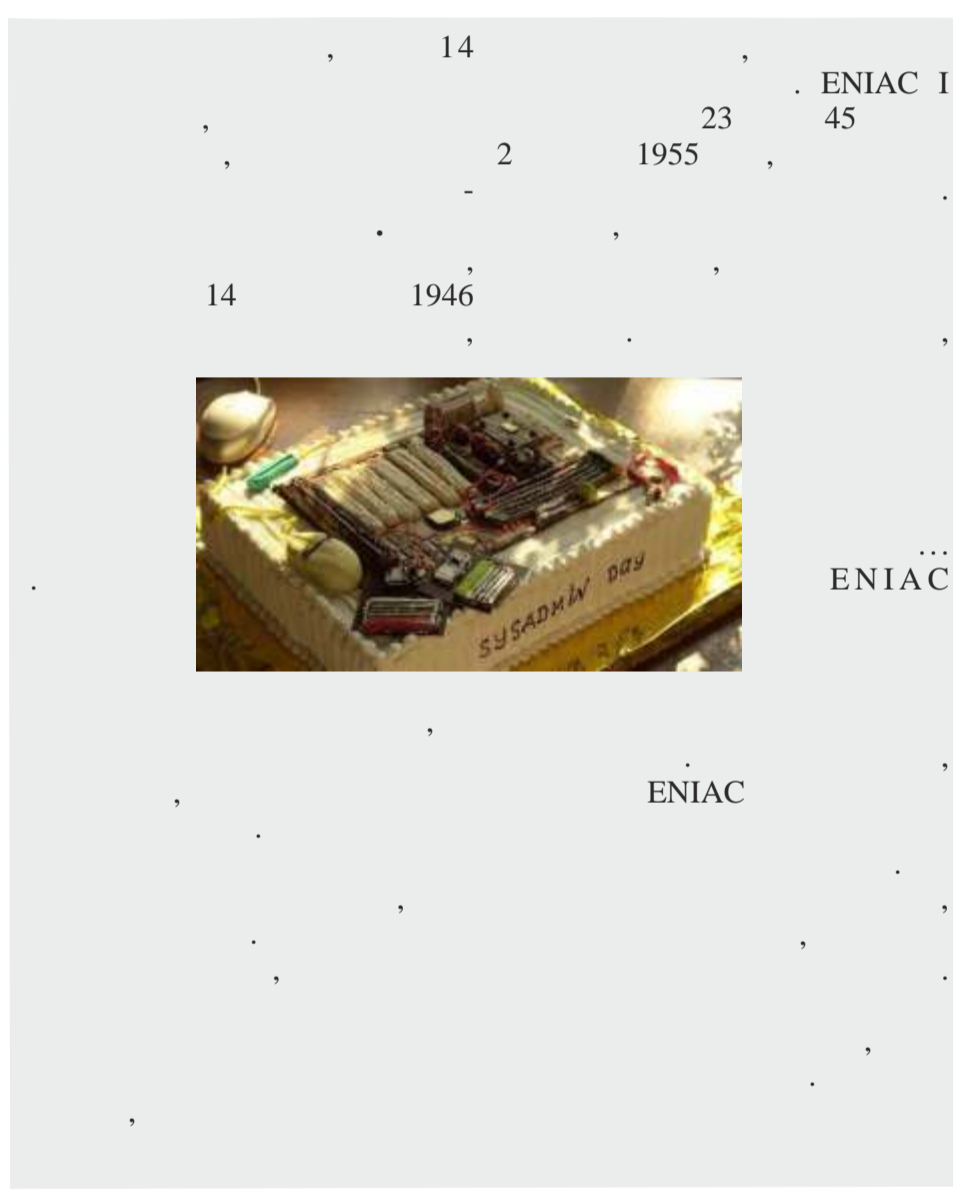 , 14 ,
. ENIAC I
, 23 45
, 2 1955 ,
- .
. ,
, ,
14 1946
, . ,
SYSADMIN DAY
...
. ENIAC
,
. ,
, ENIAC
.
.
, ,
. ,
, .
,
.
,